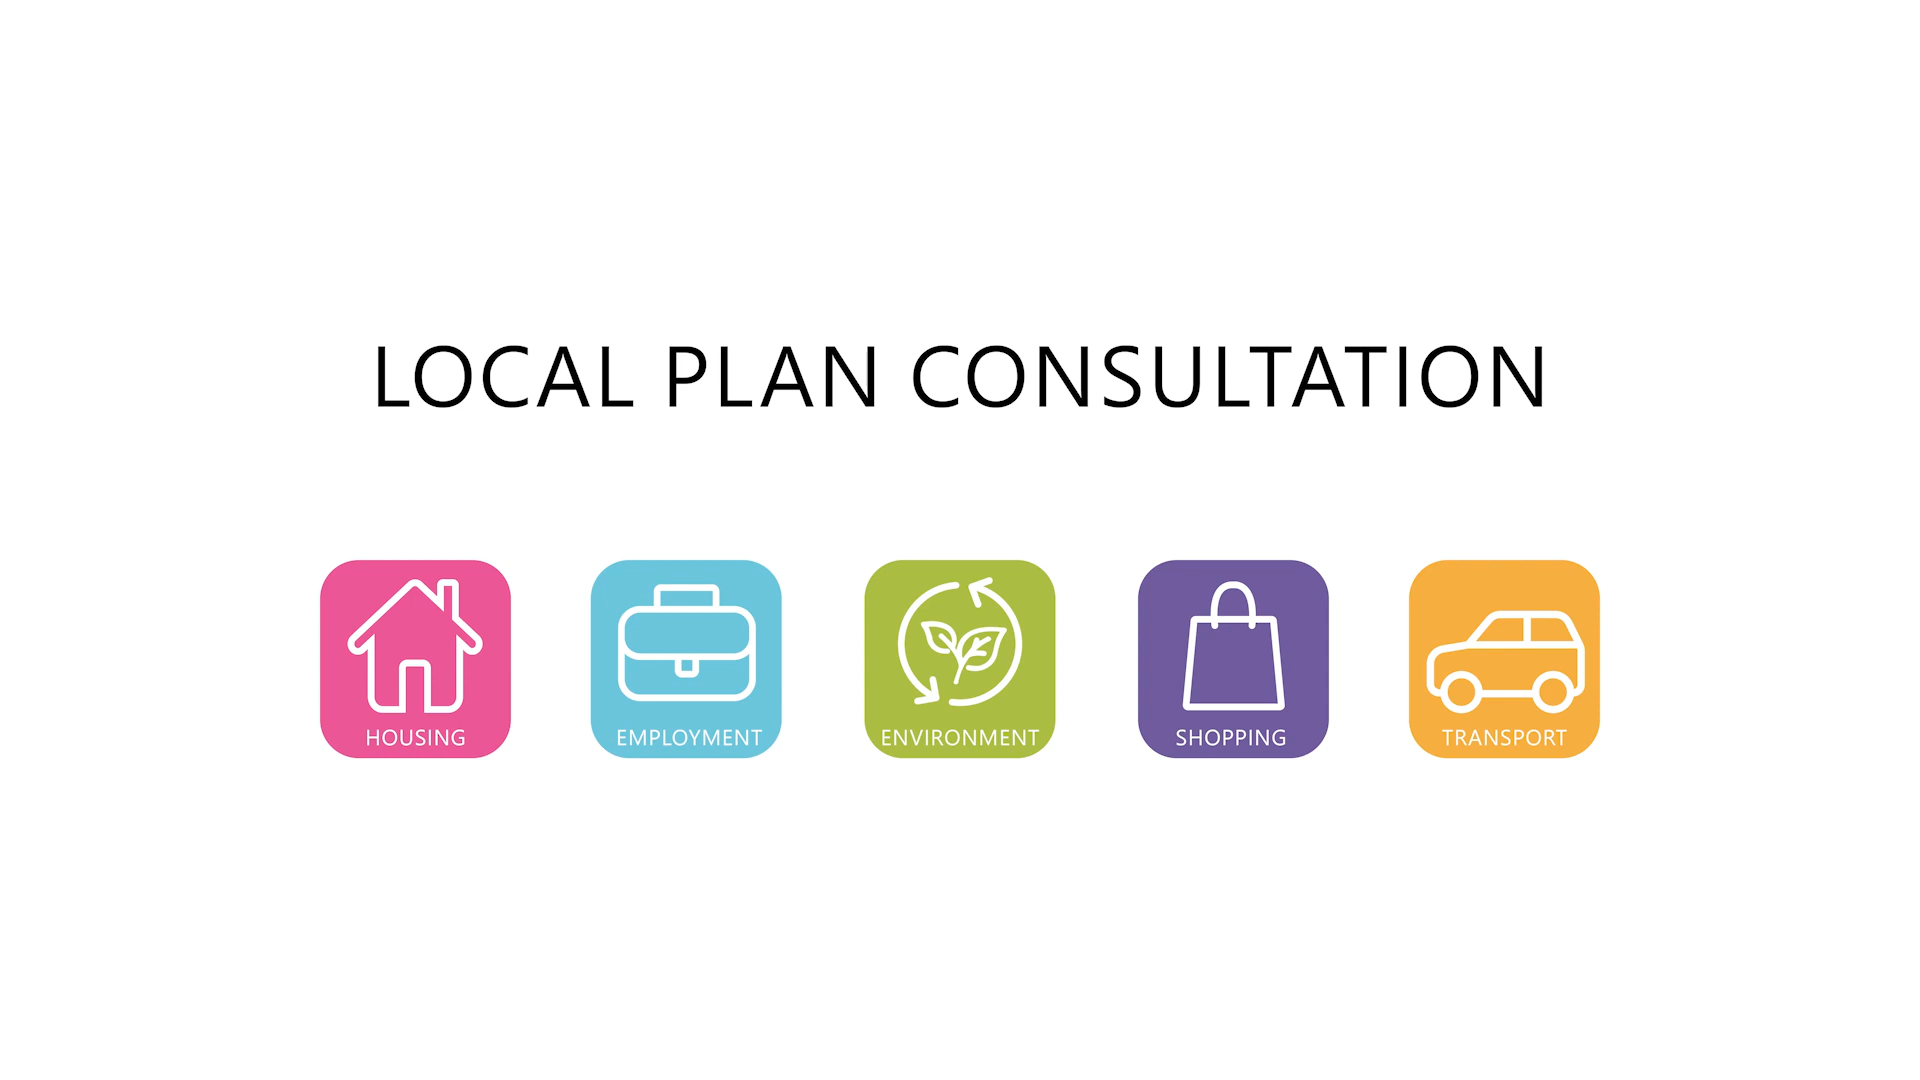 LOCAL PLAN CONSULTATION
HOUSING
EMPLOYMENT
ENVIRONMENT
SHOPPING
TRANSPORT